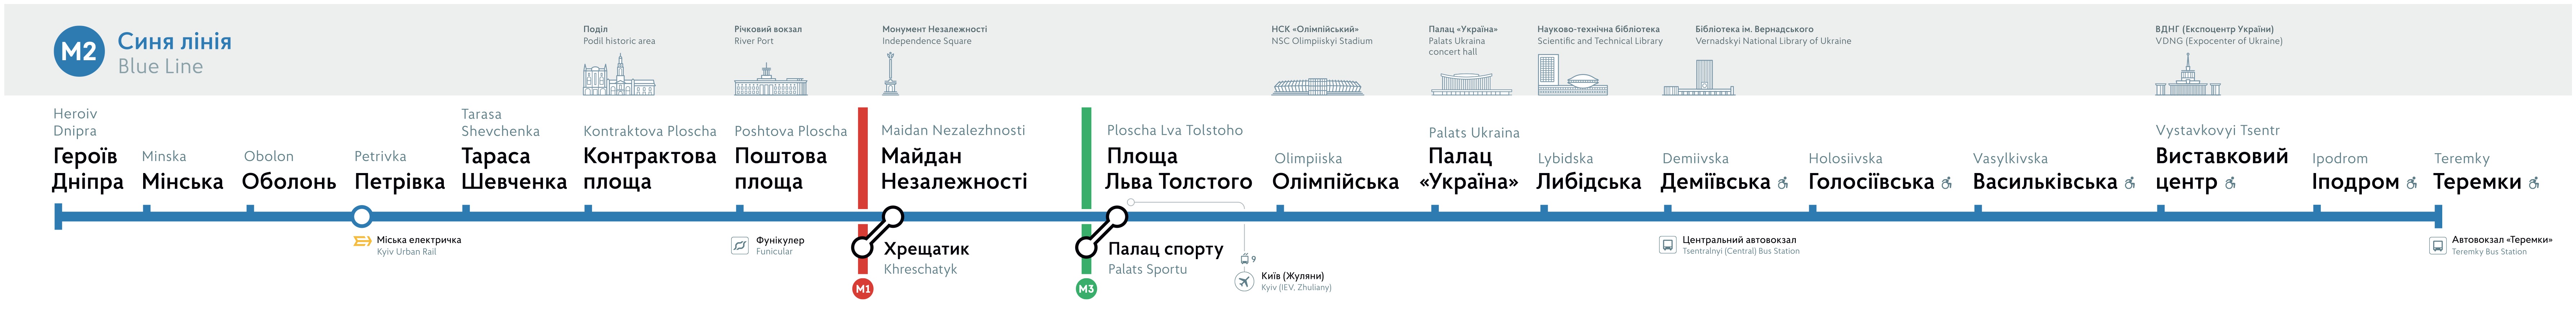 M2
Синя лінія
Blue Line
Поділ
Podil historic area
Річковий вокзал
River Port
Монумент Незалежності
Independence Square
НСК «Олімпійський»
NSC Olimpiiskyi Stadium
Палац «Україна»
Palats Ukraina
concert hall
Науково-технічна бібліотека
Scientific and Technical Library
Бібліотека ім. Вернадського
Vernadskyi National Library of Ukraine
ВДНГ (Експоцентр України)
VDNG (Expocenter of Ukraine)
Heroiv
Dnipra
Героїв
Дніпра
Minska
Мінська
Obolon
Оболонь
Petrivka
Петрівка
Tarasa
Shevchenka
Тараса
Шевченка
Kontraktova Ploscha
Контрактова
площа
Poshtova Ploscha
Поштова
площа
Maidan Nezalezhnosti
Майдан
Незалежності
Ploscha Lva Tolstoho
Площа
Льва Толстого
Olimpiiska
Олімпійська
Palats Ukraina
Палац
«Україна»
Lybidska
Либідська
Demiivska
Деміївська
Holosiivska
Голосіївська
Vasylkivska
Васильківська
Vystavkovyi Tsentr
Виставковий
центр
Ipodrom
Іподром
Teremky
Теремки
Міська електричка
Kyiv Urban Rail
Фунікулер
Funicular
Хрещатик
Khreschatyk
M1
Палац спорту
Palats Sportu
M3
9
Київ (Жуляни)
Kyiv (IEV, Zhuliany)
Центральний автовокзал
Tsentralnyi (Central) Bus Station
Автовокзал «Теремки»
Teremky Bus Station